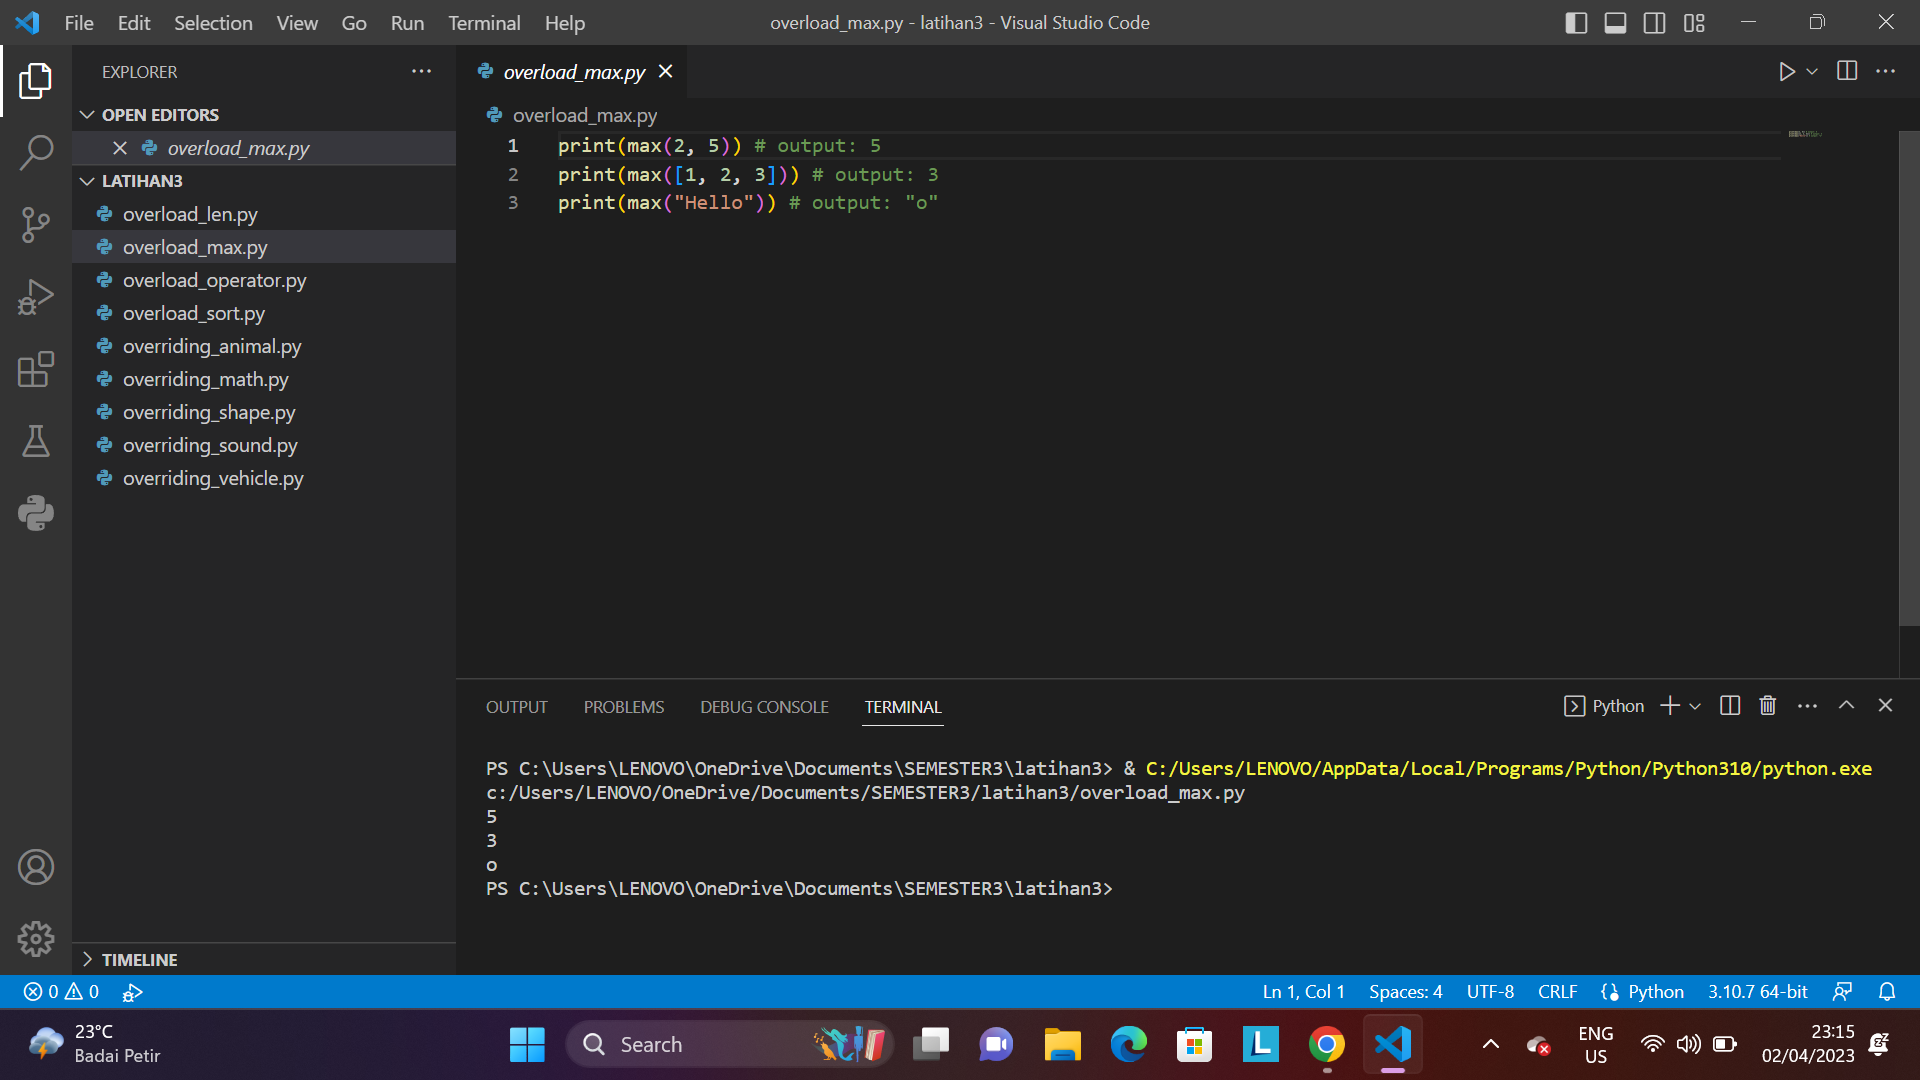 File Edit Selection View Go Run Terminal Help
overload_max.py - latihan3 - Visual Studio Code
EXPLORER
OPEN EDITORS
overload_max.py
LATIHAN3
overload_len.py
overload_max.py
overload_operator.py
overload_sort.py
overriding_animal.py
overriding_math.py
overriding_shape.py
overriding_sound.py
overriding_vehicle.py
TIMELINE
overload_max.py
overload_max.py
1 print(max(2, 5)) # output: 5
2 print(max([1, 2, 3])) # output: 3
3 print(max("Hello")) # output: "o"
OUTPUT PROBLEMS DEBUG CONSOLE TERMINAL
Python
PS C:\Users\LENOVO\OneDrive\Documents\SEMESTER3\latihan3> & C:/Users/LENOVO/AppData/Local/Programs/Python/Python310/python.exe
c:/Users/LENOVO/OneDrive/Documents/SEMESTER3/latihan3/overload_max.py
5
3
o
PS C:\Users\LENOVO\OneDrive\Documents\SEMESTER3\latihan3>
0 0
Ln 1, Col 1 Spaces: 4 UTF-8 CRLF Python 3.10.7 64-bit
23°C
Badai Petir
Search
L
ENG
US
23:15
02/04/2023